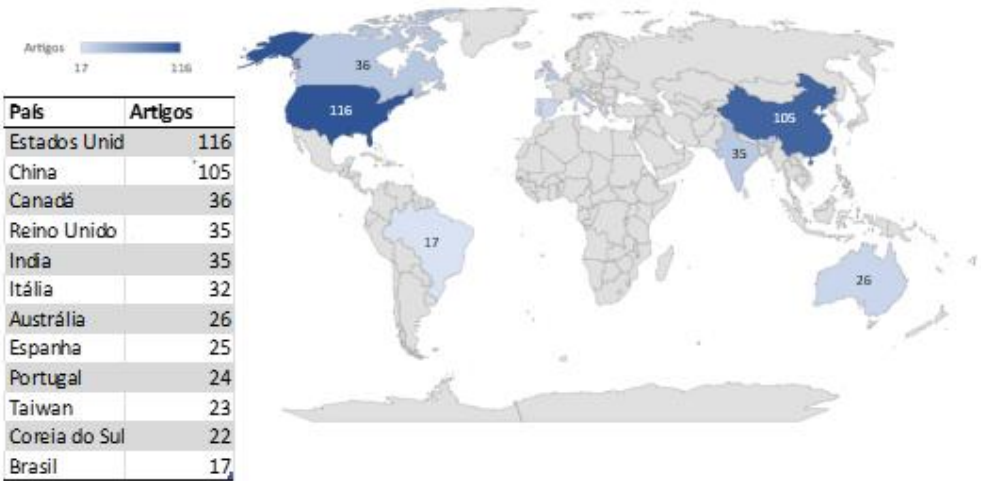 Artigos
17 116
País Artigos
Estados Unid 116
China 105
Canadá 36
Reino Unido 35
India 35
Itália 32
Austrália 26
Espanha 25
Portugal 24
Taiwan 23
Coreia do Sul 22
Brasil 17
36
116
105
35
17
26